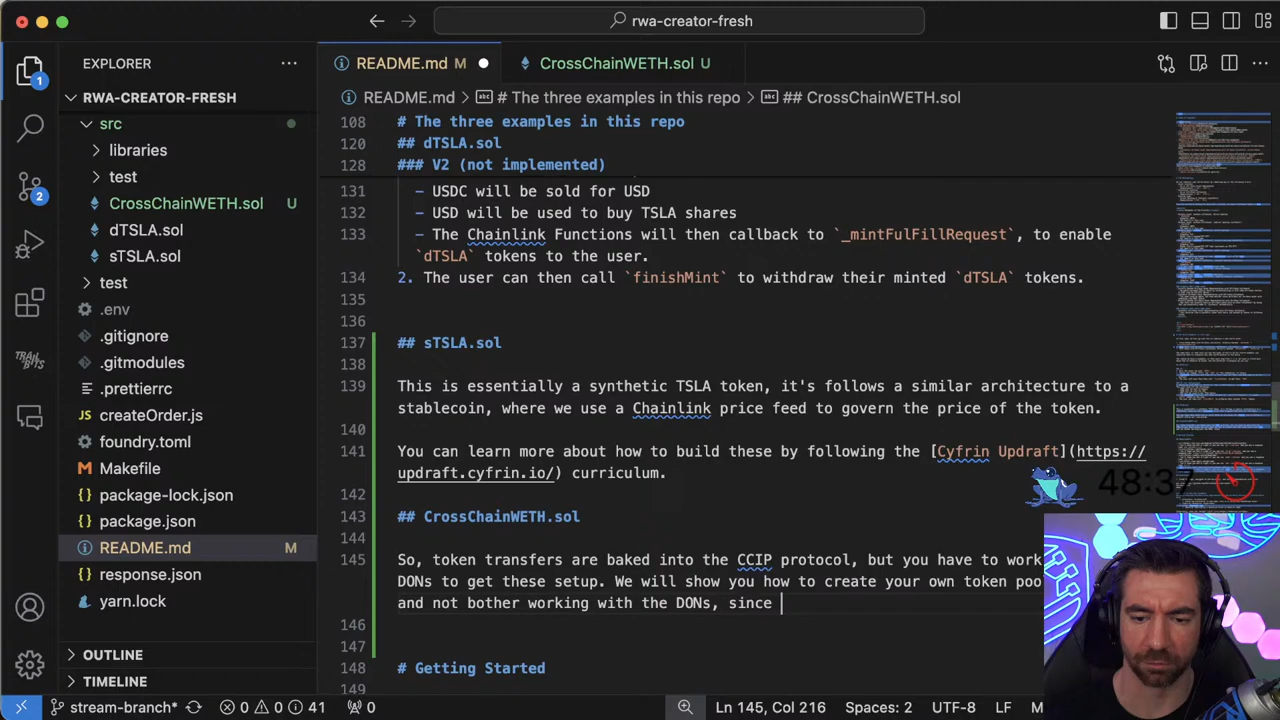 rwa-creator-fresh
EXPLORER
README.md M
CrossChainWETH.sol U
RWA-CREATOR-FRESH
README.md > # The three examples in this repo > ## CrossChainWETH.sol
src
libraries
test
CrossChainWETH.sol U
dTSLA.sol
sTSLA.sol
test
.env
.gitignore
.gitmodules
.prettierrc
createOrder.js
foundry.toml
Makefile
package-lock.json
package.json
README.md M
response.json
yarn.lock
OUTLINE
TIMELINE
1
2
TRAIL
BITS
108 # The three examples in this repo
## dTSLA.sol
128 ### V2 (not implemented)
131 - USDC will be sold for USD
132 - USD will be used to buy TSLA shares
133 - The Chainlink Functions will then callback to `_mintFulFillRequest`, to enable
134 2. The user can then call `finishMint` to withdraw their minted `dTSLA` tokens.
135
136
137 ## sTSLA.sol
138
139 This is essentially a synthetic TSLA token, it's follows a similar architecture to a
stablecoin, where we use a Chainlink price feed to govern the price of the token.
140
141 You can learn more about how to build these by following the [Cyfrin Updraft](https://
updraft.cyfrin.io/) curriculum.
142
143 ## CrossChainWETH.sol
144
145 So, token transfers are baked into the CCIP protocol, but you have to work
DONs to get these setup. We will show you how to create your own token poo
and not bother working with the DONs, since
146
147
148 # Getting Started
149
48:37
stream-branch* 0 0 41 0
Ln 145, Col 216 Spaces: 2 UTF-8 LF M